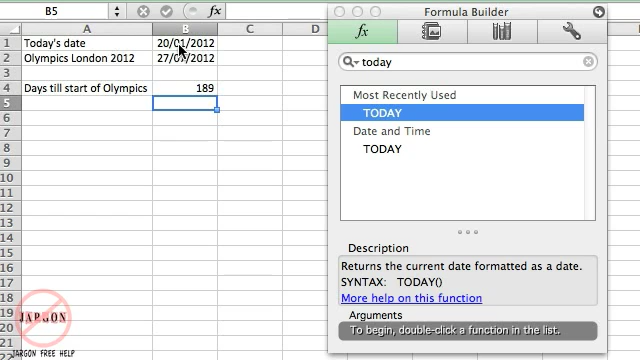 B5
fx
Formula Builder
A B C D
1 Today's date 20/01/2012
2 Olympics London 2012 27/07/2012
3
4 Days till start of Olympics 189
5
6
7
8
9
10
11
12
13
14
15
16
17
18
19
20
21
22
fx
today
Most Recently Used
TODAY
Date and Time
TODAY
Description
Returns the current date formatted as a date.
SYNTAX: TODAY()
More help on this function
Arguments
To begin, double-click a function in the list.
JARGON
JARGON FREE HELP